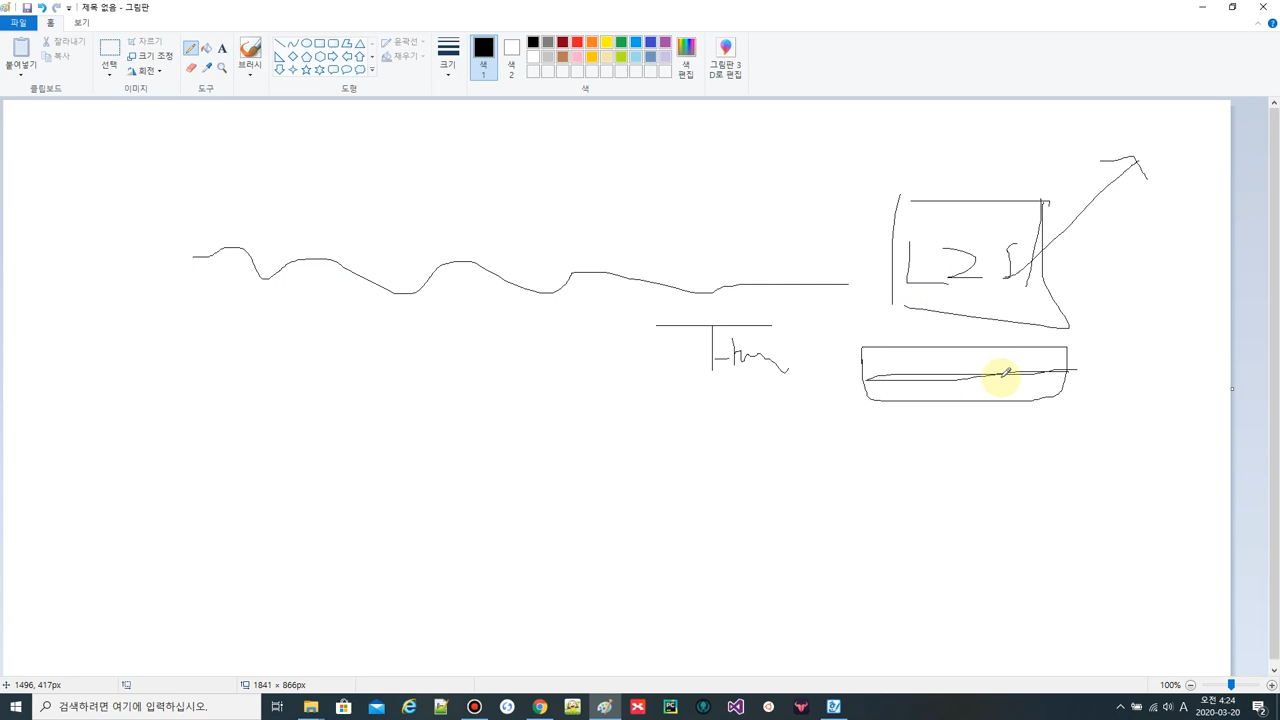 제목 없음 - 그림판
파일 홈 보기
붙여넣기 잘라내기 복사 클립보드
선택 자르기 크기 조정 회전 이미지
A 도구
브러시
윤곽선 채우기 도형
크기
색 1 색 2 색 편집 색
그림판 3D로 편집
1496, 417px 1841 × 866px 100%
검색하려면 여기에 입력하십시오. A 오전 4:24
2020-03-20 2